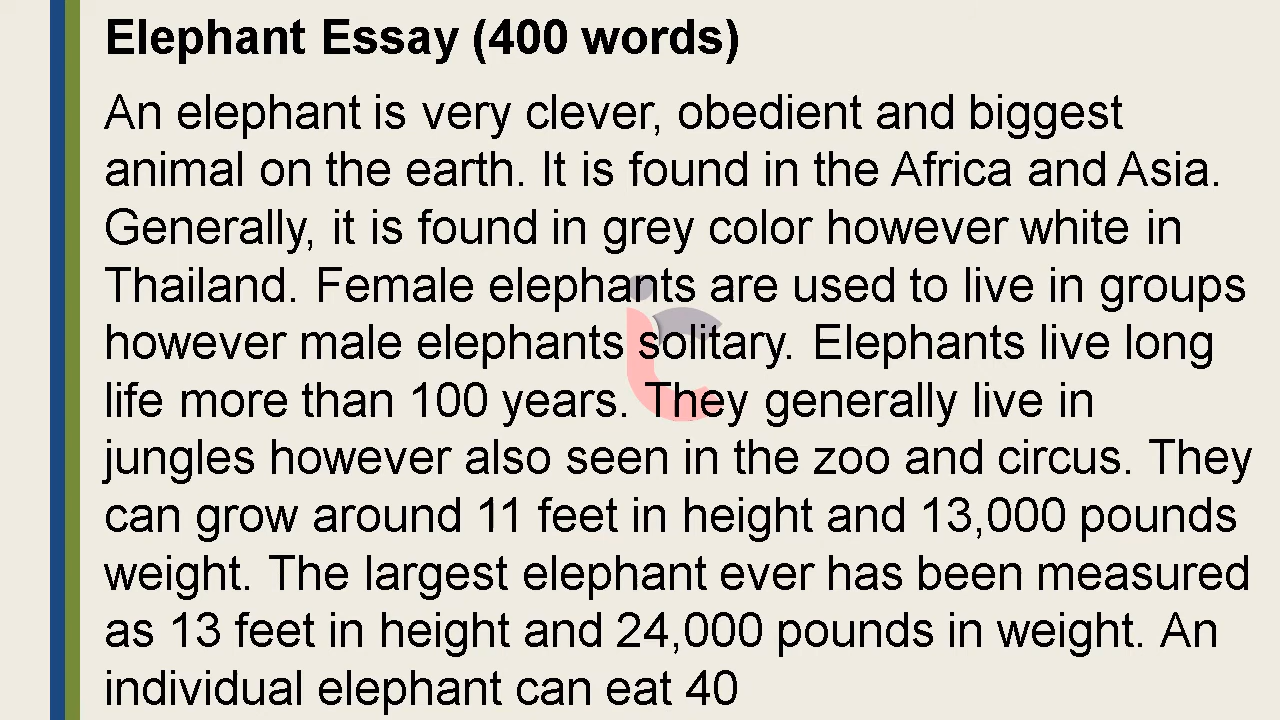 Elephant Essay (400 words)
An elephant is very clever, obedient and biggest
animal on the earth. It is found in the Africa and Asia.
Generally, it is found in grey color however white in
Thailand. Female elephants are used to live in groups
however male elephants solitary. Elephants live long
life more than 100 years. They generally live in
jungles however also seen in the zoo and circus. They
can grow around 11 feet in height and 13,000 pounds
weight. The largest elephant ever has been measured
as 13 feet in height and 24,000 pounds in weight. An
individual elephant can eat 40